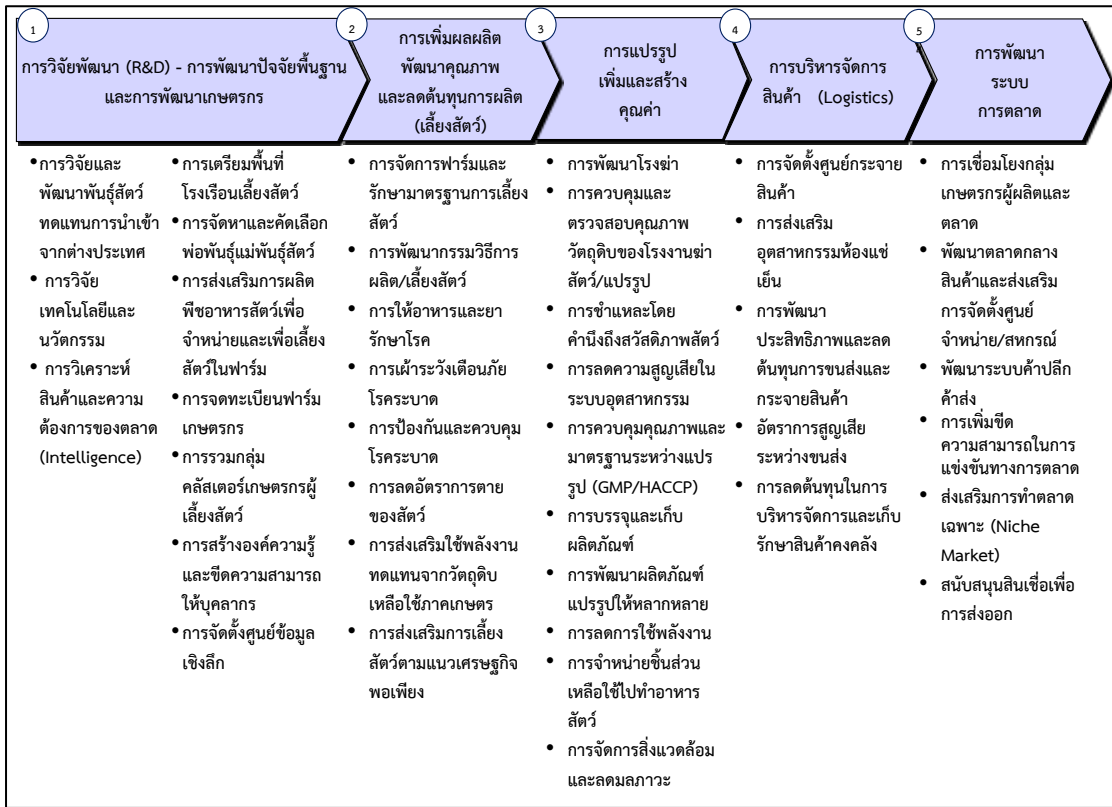 1
การวิจัยพัฒนา (R&D) - การพัฒนาปัจจัยพื้นฐาน
และการพัฒนาเกษตรกร
2
การเพิ่มผลผลิต
พัฒนาคุณภาพ
และลดต้นทุนการผลิต
(เลี้ยงสัตว์)
3
การแปรรูป
เพิ่มและสร้าง
คุณค่า
4
การบริหารจัดการ
สินค้า (Logistics)
5
การพัฒนา
ระบบ
การตลาด
•การวิจัยและ
พัฒนาพันธุ์สัตว์
ทดแทนการนำเข้า
จากต่างประเทศ
• การวิจัย
เทคโนโลยีและ
นวัตกรรม
• การวิเคราะห์
สินค้าและความ
ต้องการของตลาด
(Intelligence)
•การเตรียมพื้นที่
โรงเรือนเลี้ยงสัตว์
•การจัดหาและคัดเลือก
พ่อพันธุ์แม่พันธุ์สัตว์
•การส่งเสริมการผลิต
พืชอาหารสัตว์เพื่อ
จำหน่ายและเพื่อเลี้ยง
สัตว์ในฟาร์ม
•การจดทะเบียนฟาร์ม
เกษตรกร
•การรวมกลุ่ม
คลัสเตอร์เกษตรกรผู้
เลี้ยงสัตว์
•การสร้างองค์ความรู้
และขีดความสามารถ
ให้บุคลากร
•การจัดตั้งศูนย์ข้อมูล
เชิงลึก
• การจัดการฟาร์มและ
รักษามาตรฐานการเลี้ยง
สัตว์
• การพัฒนากรรมวิธีการ
ผลิต/เลี้ยงสัตว์
• การให้อาหารและยา
รักษาโรค
• การเฝ้าระวังเตือนภัย
โรคระบาด
• การป้องกันและควบคุม
โรคระบาด
• การลดอัตราการตาย
ของสัตว์
• การส่งเสริมใช้พลังงาน
ทดแทนจากวัตถุดิบ
เหลือใช้ภาคเกษตร
• การส่งเสริมการเลี้ยง
สัตว์ตามแนวเศรษฐกิจ
พอเพียง
• การพัฒนาโรงฆ่า
• การควบคุมและ
ตรวจสอบคุณภาพ
วัตถุดิบของโรงงานฆ่า
สัตว์/แปรรูป
• การชำแหละโดย
คำนึงถึงสวัสดิภาพสัตว์
• การลดความสูญเสียใน
ระบบอุตสาหกรรม
• การควบคุมคุณภาพและ
มาตรฐานระหว่างแปร
รูป (GMP/HACCP)
• การบรรจุและเก็บ
ผลิตภัณฑ์
• การพัฒนาผลิตภัณฑ์
แปรรูปให้หลากหลาย
• การลดการใช้พลังงาน
• การจำหน่ายชิ้นส่วน
เหลือใช้ไปทำอาหาร
สัตว์
• การจัดการสิ่งแวดล้อม
และลดมลภาวะ
• การจัดตั้งศูนย์กระจาย
สินค้า
• การส่งเสริม
อุตสาหกรรมห้องแช่
เย็น
• การพัฒนา
ประสิทธิภาพและลด
ต้นทุนการขนส่งและ
กระจายสินค้า
• อัตราการสูญเสีย
ระหว่างขนส่ง
• การลดต้นทุนในการ
บริหารจัดการและเก็บ
รักษาสินค้าคงคลัง
• การเชื่อมโยงกลุ่ม
เกษตรกรผู้ผลิตและ
ตลาด
• พัฒนาตลาดกลาง
สินค้าและส่งเสริม
การจัดตั้งศูนย์
จำหน่าย/สหกรณ์
• พัฒนาระบบค้าปลีก
ค้าส่ง
• การเพิ่มขีด
ความสามารถในการ
แข่งขันทางการตลาด
• ส่งเสริมการทำตลาด
เฉพาะ (Niche
Market)
• สนับสนุนสินเชื่อเพื่อ
การส่งออก